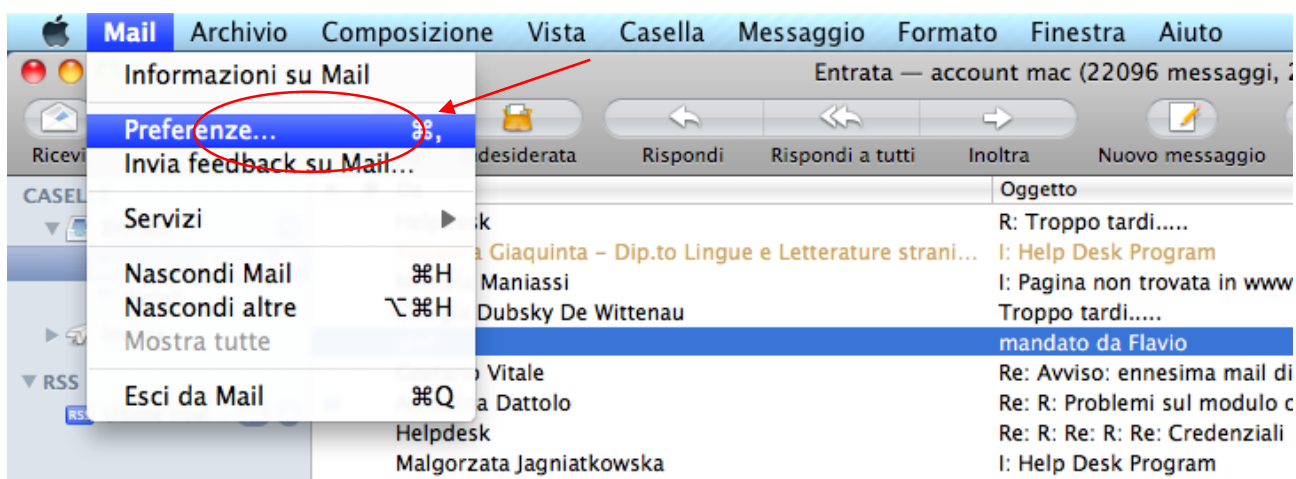 Mail Archivio Composizione Vista Casella Messaggio Formato Finestra Aiuto
Entrata — account mac (22096 messaggi, 2
Informazioni su Mail
Preferenze... ⌘,
Invia feedback su Mail...
Servizi
Nascondi Mail ⌘H
Nascondi altre ⌥⌘H
Mostra tutte
Esci da Mail ⌘Q
Ricevi desiderata Rispondi Rispondi a tutti Inoltra Nuovo messaggio
CASEL
RSS
RSS
Oggetto
sk R: Troppo tardi.....
a Giaquinta – Dip.to Lingue e Letterature strani... I: Help Desk Program
Maniassi I: Pagina non trovata in www
Dubsky De Wittenau Troppo tardi.....
mandato da Flavio
Vitale Re: Avviso: ennesima mail di
a Dattolo Re: R: Problemi sul modulo c
Helpdesk Re: R: Re: R: Re: Credenziali
Malgorzata Jagniatkowska I: Help Desk Program